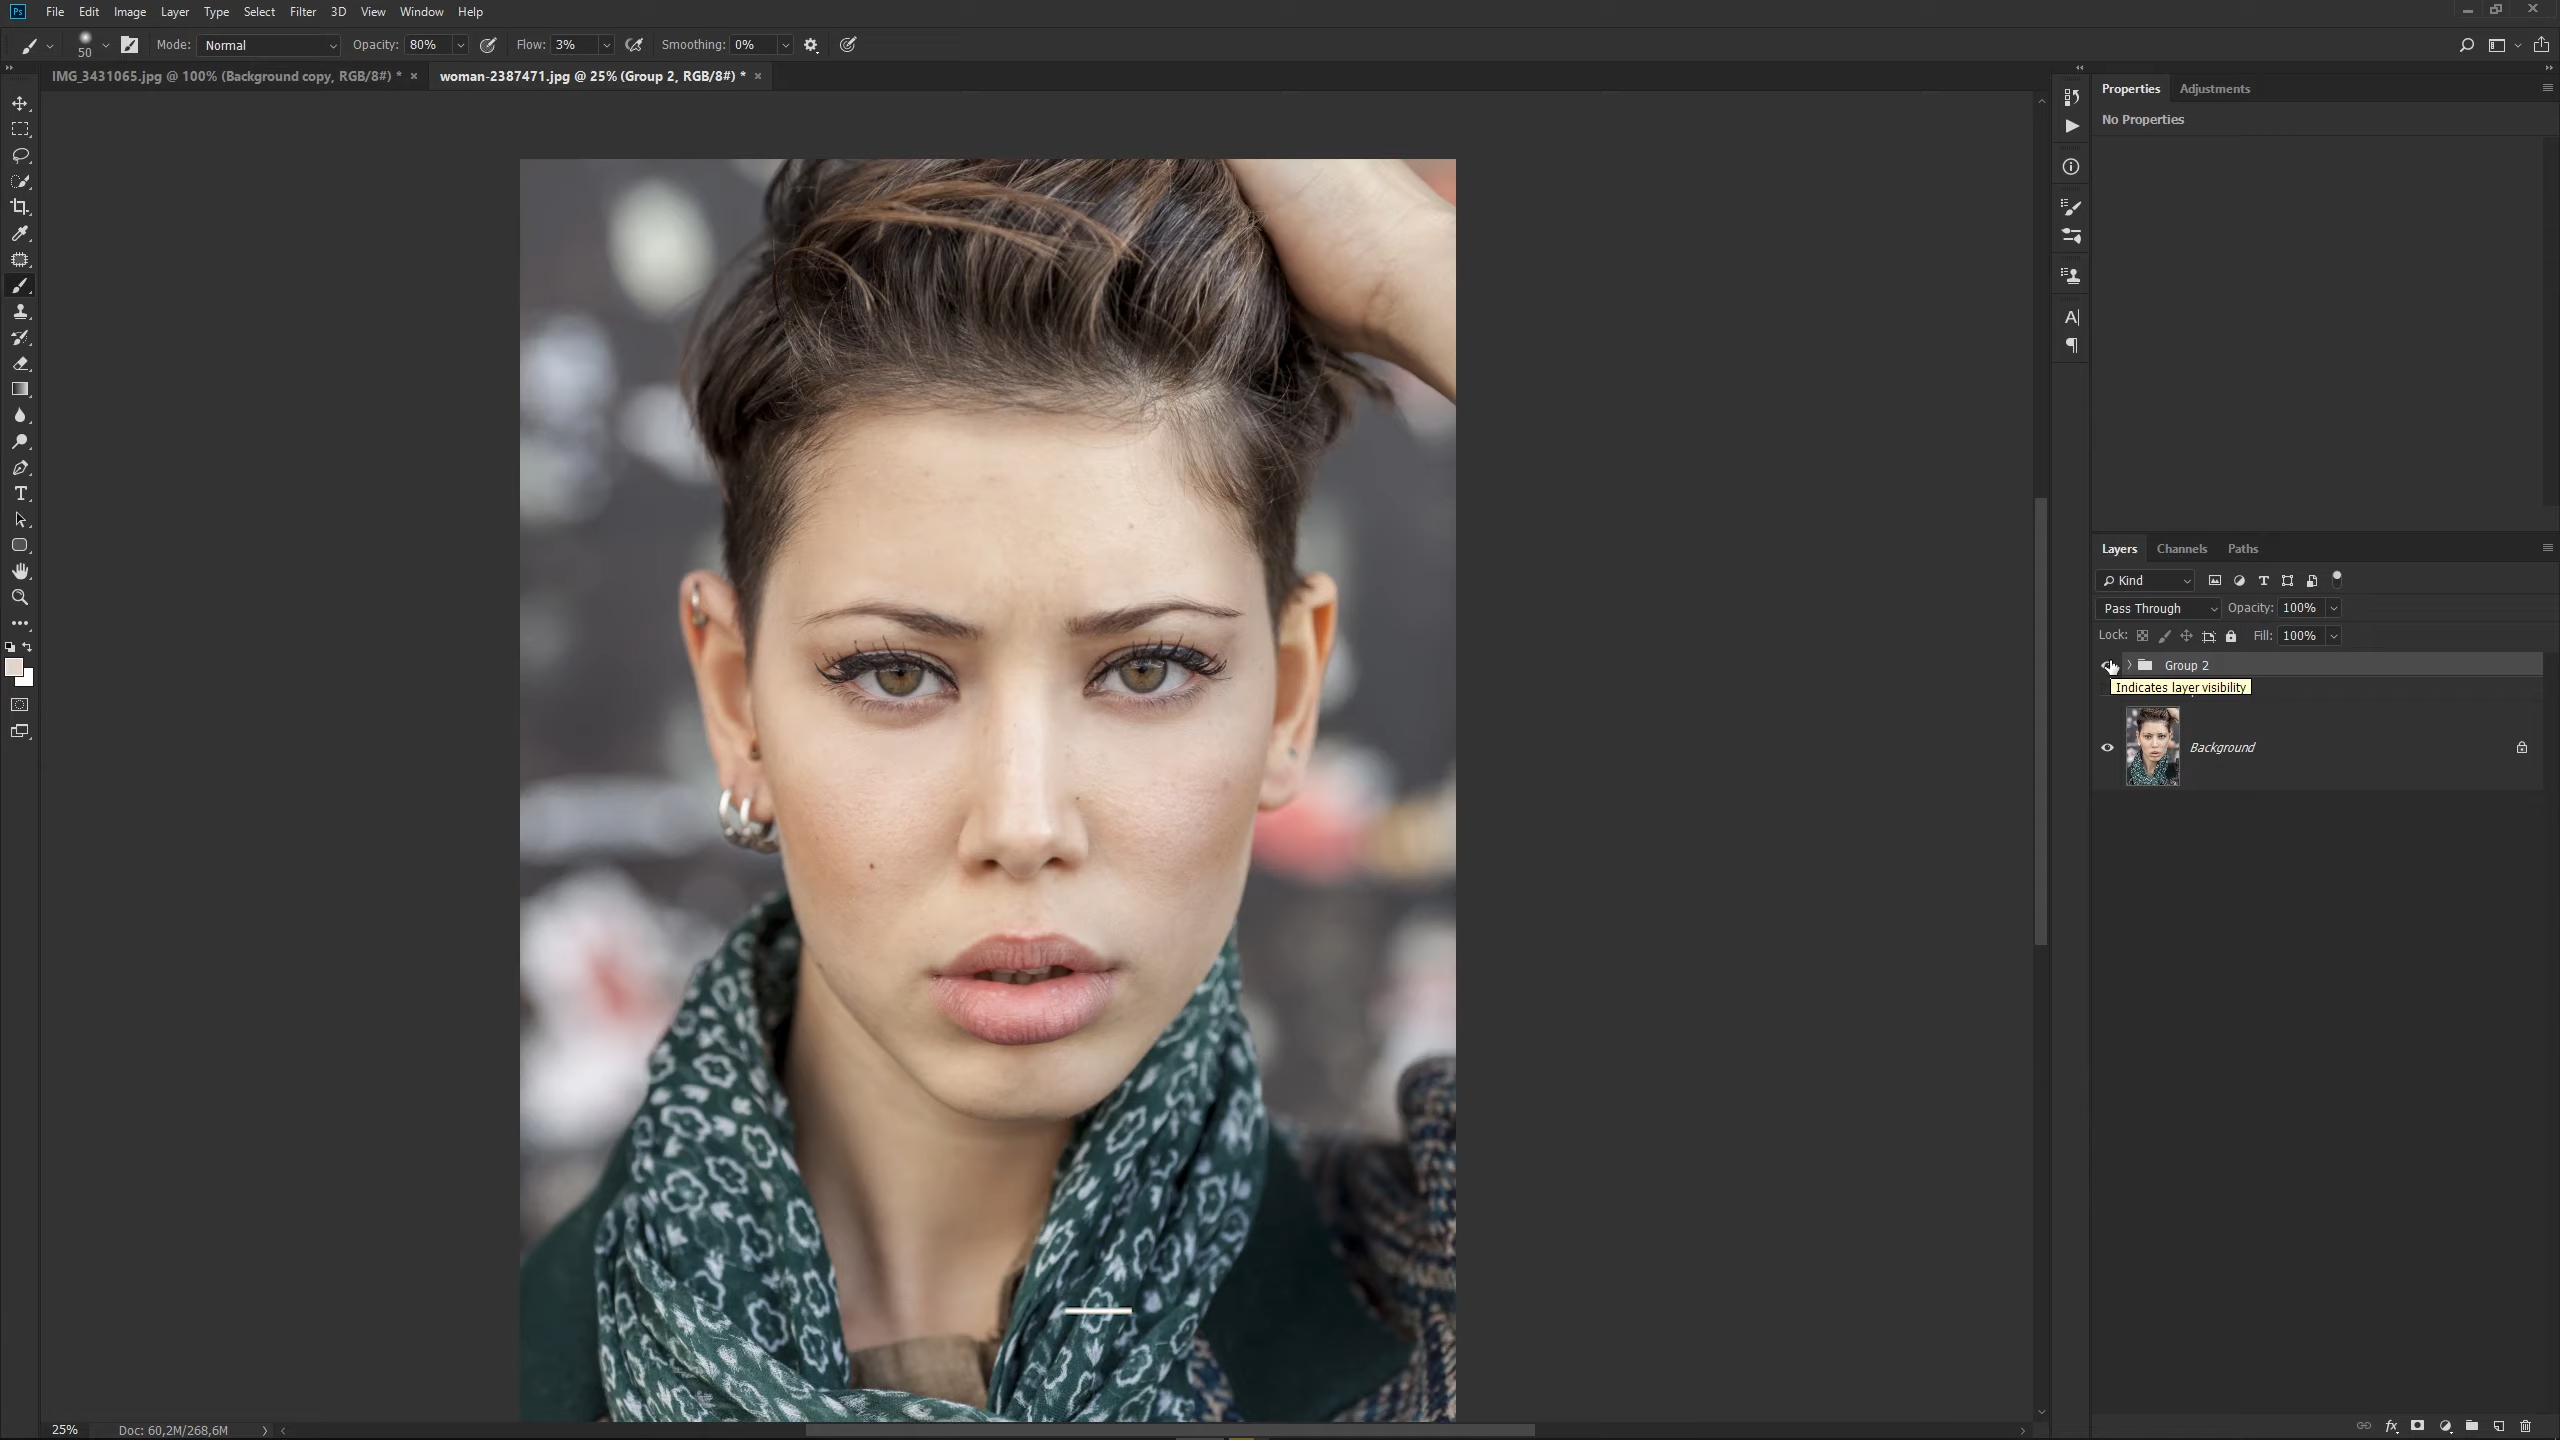 Ps File Edit Image Layer Type Select Filter 3D View Window Help
50 Mode: Normal Opacity: 80% Flow: 3% Smoothing: 0%
IMG_3431065.jpg @ 100% (Background copy, RGB/8#) * × woman-2387471.jpg @ 25% (Group 2, RGB/8#) * ×
Properties Adjustments
No Properties
Layers Channels Paths
Kind
Pass Through Opacity: 100%
Lock: Fill: 100%
Group 2
Indicates layer visibility
Background
25% Doc: 60,2M/268,6M